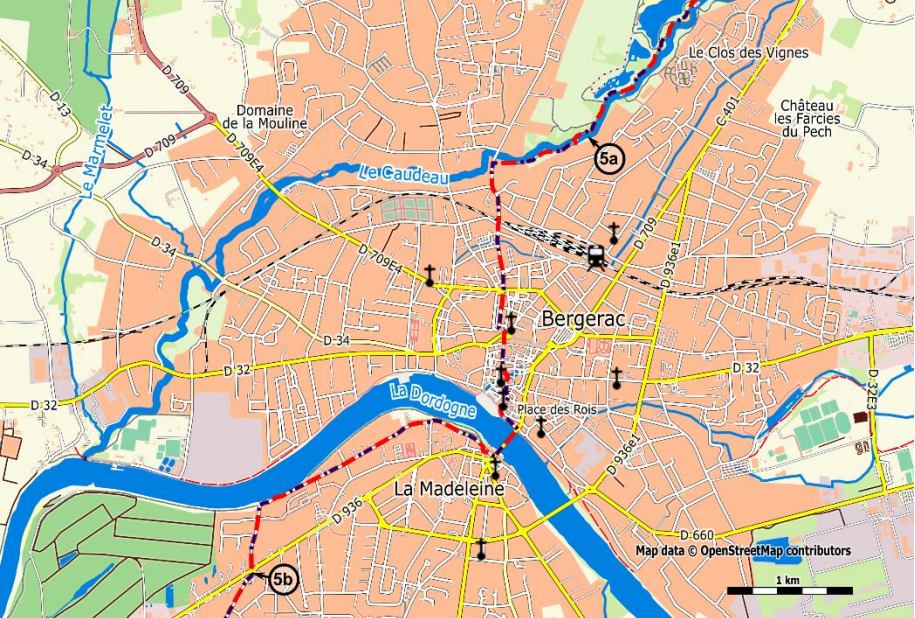 Le Clos des Vignes
D-709
D-13
Domaine
de la Mouline
C-401
Château
les Farcies
du Pech
D-34
D-709
Le Marmelet
D-709E4
5a
Le Caudeau
D-34
D-709
D-936e1
D-709E4
Bergerac
D-34
D-32
D-32
D-32
D-32E3
La Dordogne
Place des Rois
D-936e1
La Madeleine
D-936
D-660
Map data © OpenStreetMap contributors
5b
1 km